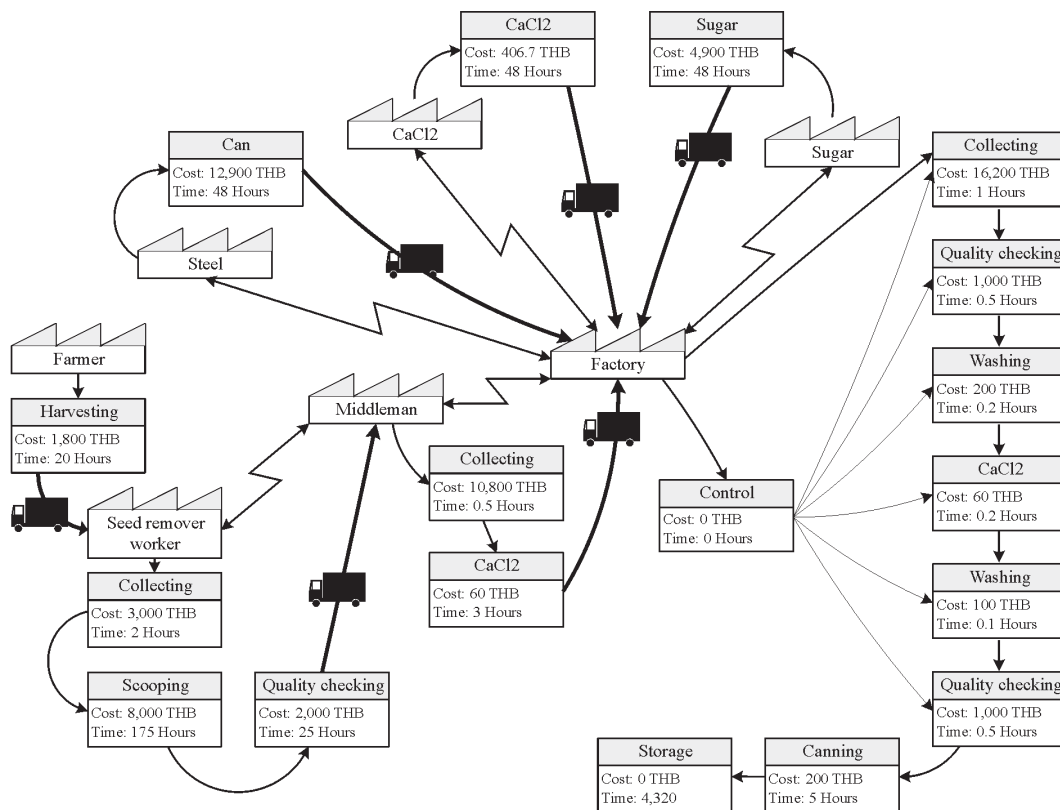 CaCl2
Cost: 406.7 THB
Time: 48 Hours
Sugar
Cost: 4,900 THB
Time: 48 Hours
CaCl2
Sugar
Can
Cost: 12,900 THB
Time: 48 Hours
Steel
Collecting
Cost: 16,200 THB
Time: 1 Hours
Quality checking
Cost: 1,000 THB
Time: 0.5 Hours
Farmer
Factory
Washing
Cost: 200 THB
Time: 0.2 Hours
Harvesting
Cost: 1,800 THB
Time: 20 Hours
Middleman
Collecting
Cost: 10,800 THB
Time: 0.5 Hours
Control
Cost: 0 THB
Time: 0 Hours
CaCl2
Cost: 60 THB
Time: 0.2 Hours
Seed remover
worker
CaCl2
Cost: 60 THB
Time: 3 Hours
Washing
Cost: 100 THB
Time: 0.1 Hours
Collecting
Cost: 3,000 THB
Time: 2 Hours
Scooping
Cost: 8,000 THB
Time: 175 Hours
Quality checking
Cost: 2,000 THB
Time: 25 Hours
Quality checking
Cost: 1,000 THB
Time: 0.5 Hours
Storage
Cost: 0 THB
Time: 4,320
Canning
Cost: 200 THB
Time: 5 Hours